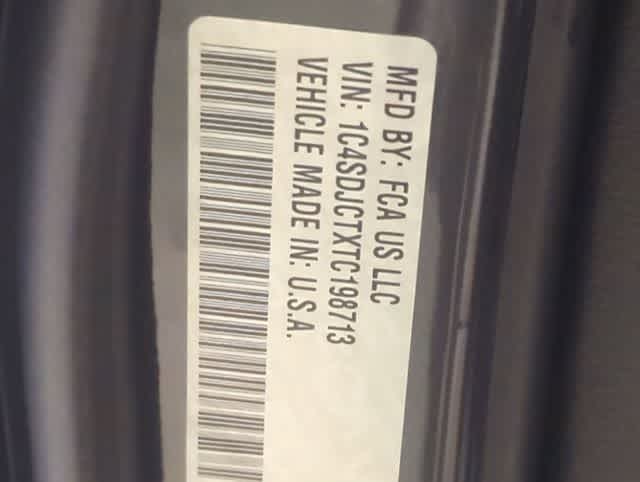 MFD BY: FCA US LLC
VIN: 1C4SDJCTXTC198713
VEHICLE MADE IN: U.S.A.